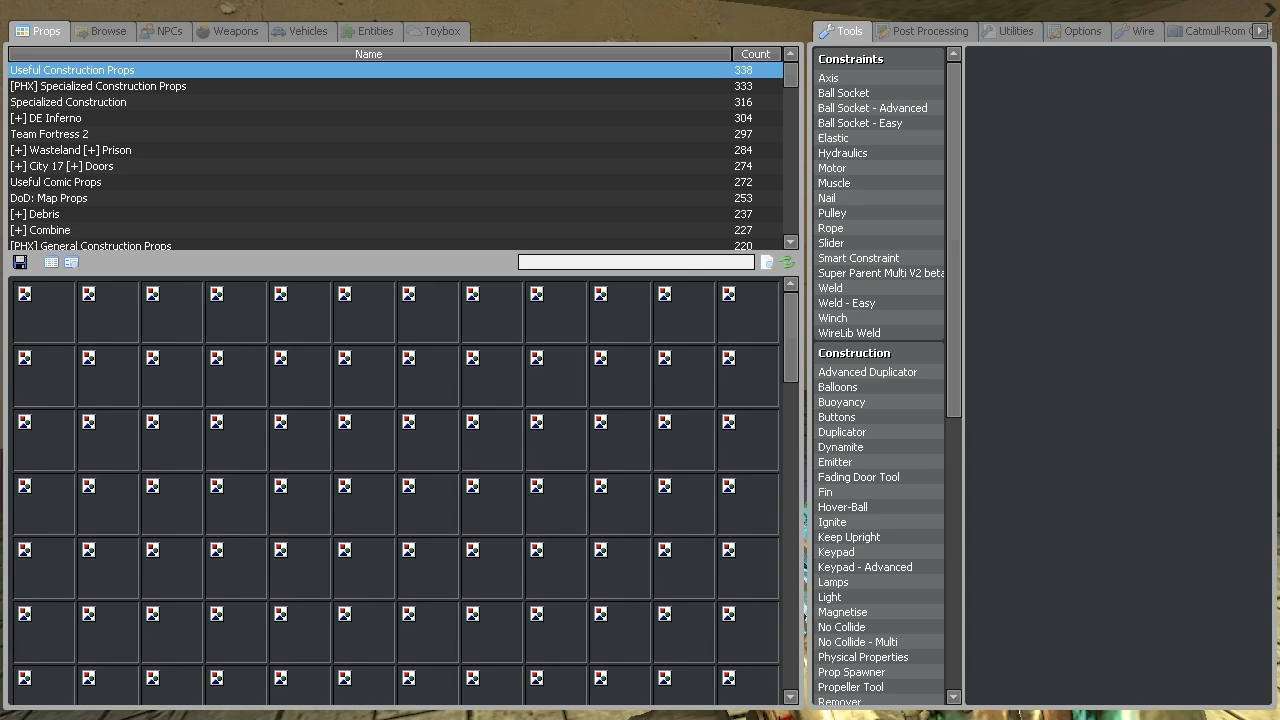 Props Browse NPCs Weapons Vehicles Entities Toybox
Name Count
Useful Construction Props 338
[PHX] Specialized Construction Props 333
Specialized Construction 316
[+] DE Inferno 304
Team Fortress 2 297
[+] Wasteland [+] Prison 284
[+] City 17 [+] Doors 274
Useful Comic Props 272
DoD: Map Props 253
[+] Debris 237
[+] Combine 227
[PHX] General Construction Props 220
Tools Post Processing Utilities Options Wire Catmull-Rom
Constraints
Axis
Ball Socket
Ball Socket - Advanced
Ball Socket - Easy
Elastic
Hydraulics
Motor
Muscle
Nail
Pulley
Rope
Slider
Smart Constraint
Super Parent Multi V2 beta
Weld
Weld - Easy
Winch
WireLib Weld
Construction
Advanced Duplicator
Balloons
Buoyancy
Buttons
Duplicator
Dynamite
Emitter
Fading Door Tool
Fin
Hover-Ball
Ignite
Keep Upright
Keypad
Keypad - Advanced
Lamps
Light
Magnetise
No Collide
No Collide - Multi
Physical Properties
Prop Spawner
Propeller Tool
Remover